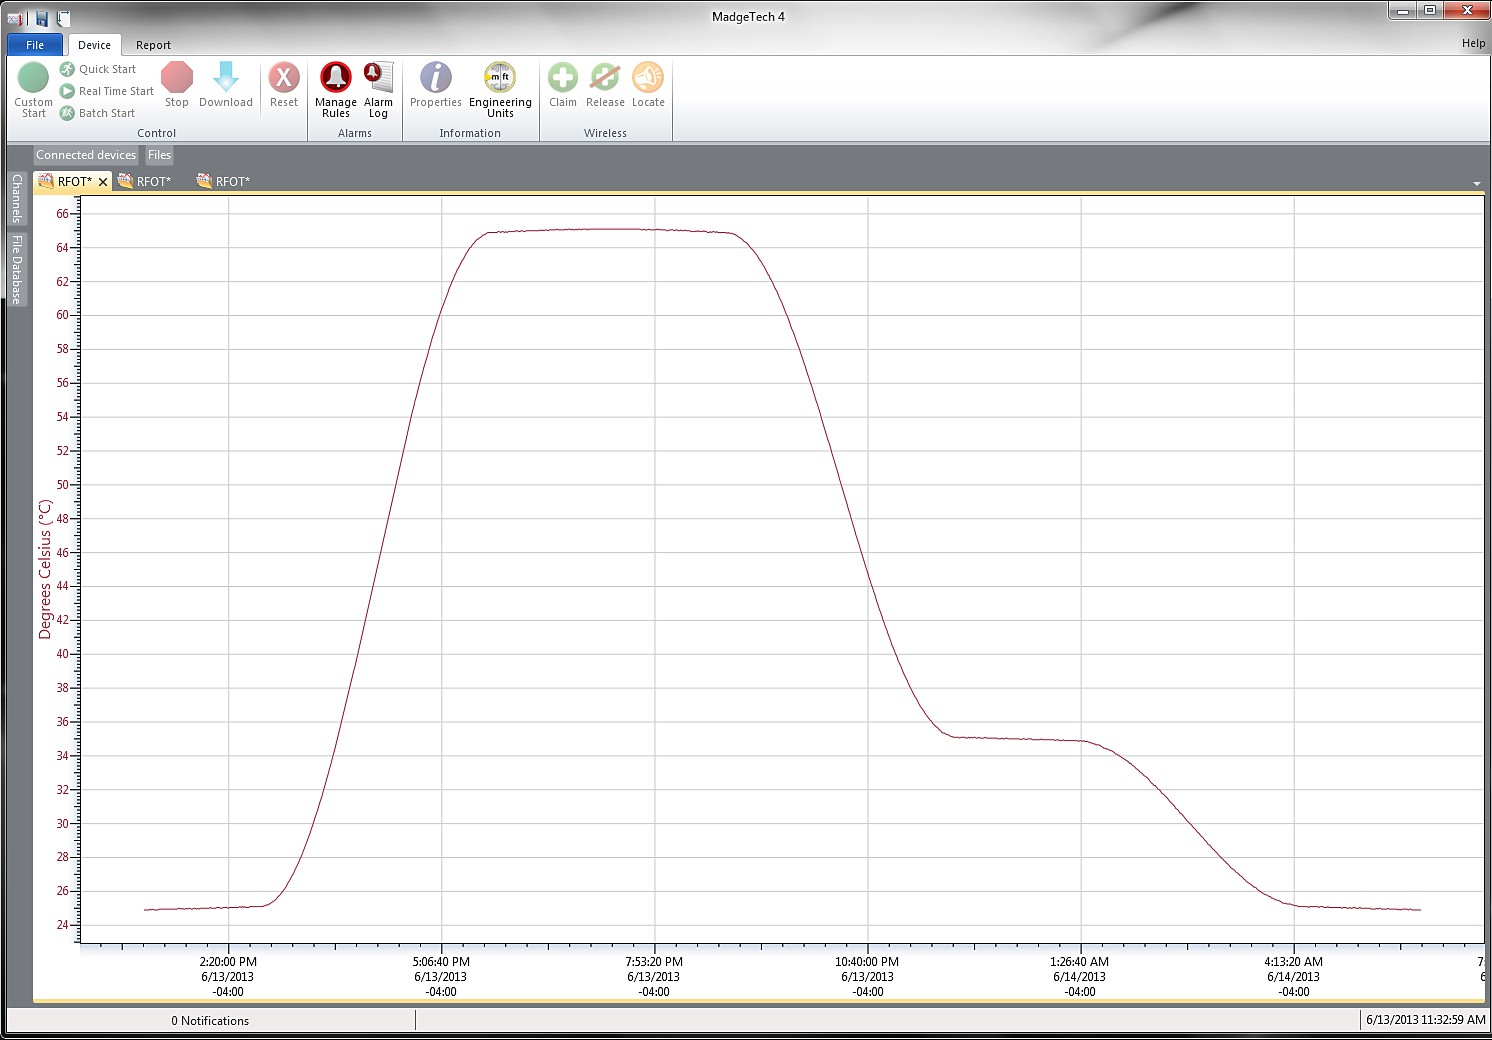 MadgeTech 4
File
Device
Report
Help
Custom Start
Quick Start
Real Time Start
Batch Start
Stop
Download
Reset
Control
Manage Rules
Alarm Log
Alarms
Properties
m ft
Engineering Units
Information
Claim
Release
Locate
Wireless
Connected devices
Files
Channels
File Database
RFOT*
RFOT*
RFOT*
Degrees Celsius (°C)
66
64
62
60
58
56
54
52
50
48
46
44
42
40
38
36
34
32
30
28
26
24
2:20:00 PM
6/13/2013
-04:00
5:06:40 PM
6/13/2013
-04:00
7:53:20 PM
6/13/2013
-04:00
10:40:00 PM
6/13/2013
-04:00
1:26:40 AM
6/14/2013
-04:00
4:13:20 AM
6/14/2013
-04:00
0 Notifications
6/13/2013 11:32:59 AM